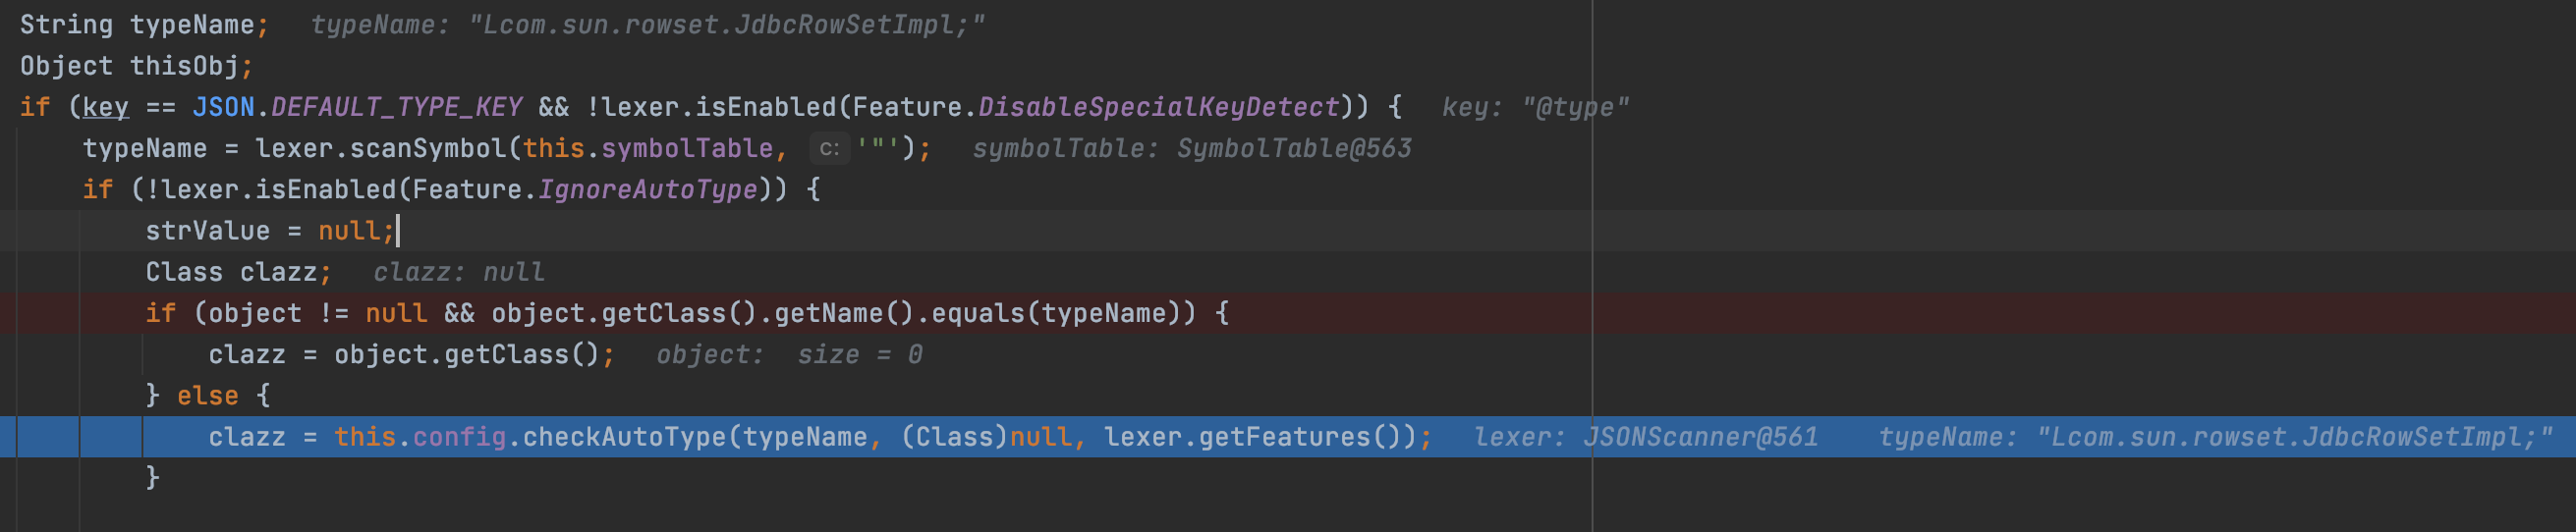 String typeName; typeName: "Lcom.sun.rowset.JdbcRowSetImpl;"
Object thisObj;
if (key == JSON.DEFAULT_TYPE_KEY && !lexer.isEnabled(Feature.DisableSpecialKeyDetect)) { key: "@type"
typeName = lexer.scanSymbol(this.symbolTable, c: '"'); symbolTable: SymbolTable@563
if (!lexer.isEnabled(Feature.IgnoreAutoType)) {
strValue = null;
Class clazz; clazz: null
if (object != null && object.getClass().getName().equals(typeName)) {
clazz = object.getClass(); object: size = 0
} else {
clazz = this.config.checkAutoType(typeName, (Class)null, lexer.getFeatures()); lexer: JSONScanner@561 typeName: "Lcom.sun.rowset.JdbcRowSetImpl;"
}